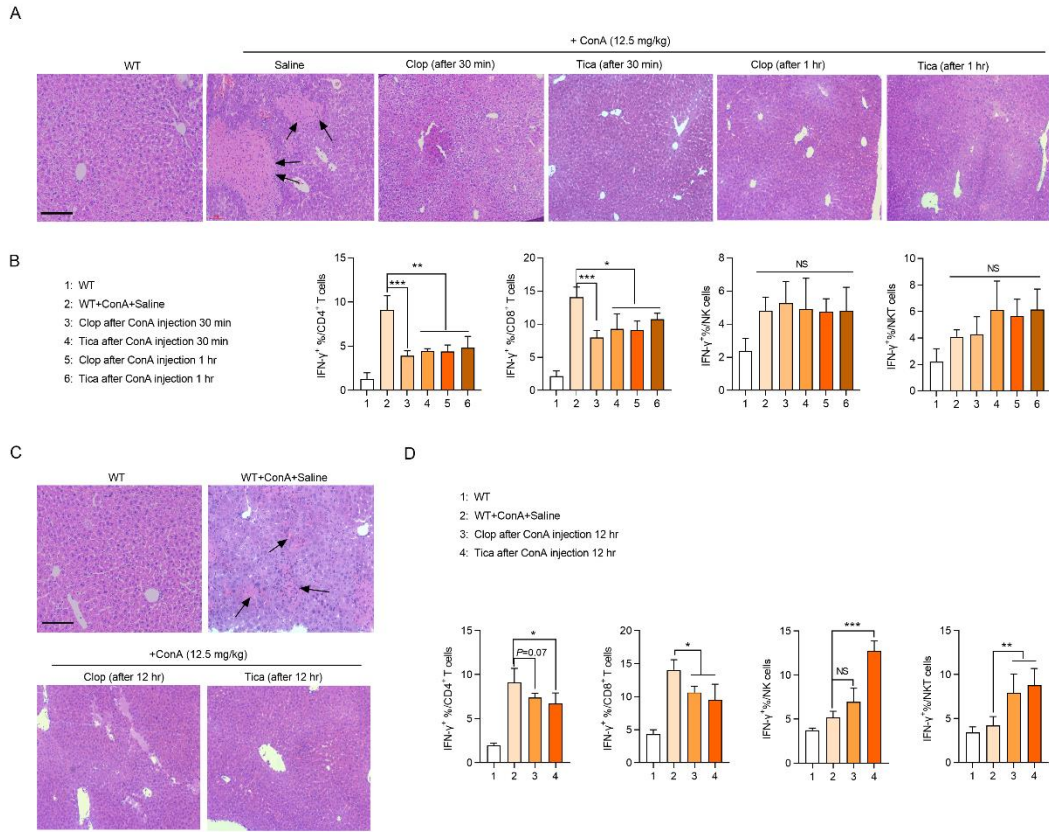 A
+ ConA (12.5 mg/kg)
WT
Saline
Clop (after 30 min)
Tica (after 30 min)
Clop (after 1 hr)
Tica (after 1 hr)
B
1: WT
2: WT+ConA+Saline
3: Clop after ConA injection 30 min
4: Tica after ConA injection 30 min
5: Clop after ConA injection 1 hr
6: Tica after ConA injection 1 hr
IFN-γ⁺ %/CD4⁺ T cells
15
10
5
0
**
***
1 2 3 4 5 6
IFN-γ⁺ %/CD8⁺ T cells
20
15
10
5
0
*
***
1 2 3 4 5 6
IFN-γ⁺%/NK cells
8
6
4
2
0
NS
1 2 3 4 5 6
IFN-γ⁺%/NKT cells
10
8
6
4
2
0
NS
1 2 3 4 5 6
C
WT
WT+ConA+Saline
+ConA (12.5 mg/kg)
Clop (after 12 hr)
Tica (after 12 hr)
D
1: WT
2: WT+ConA+Saline
3: Clop after ConA injection 12 hr
4: Tica after ConA injection 12 hr
IFN-γ⁺ %/CD4⁺ T cells
15
10
5
0
*
P=0.07
1 2 3 4
IFN-γ⁺ %/CD8⁺ T cells
20
15
10
5
0
*
1 2 3 4
IFN-γ⁺%/NK cells
15
10
5
0
***
NS
1 2 3 4
IFN-γ⁺%/NKT cells
15
10
5
0
**
1 2 3 4